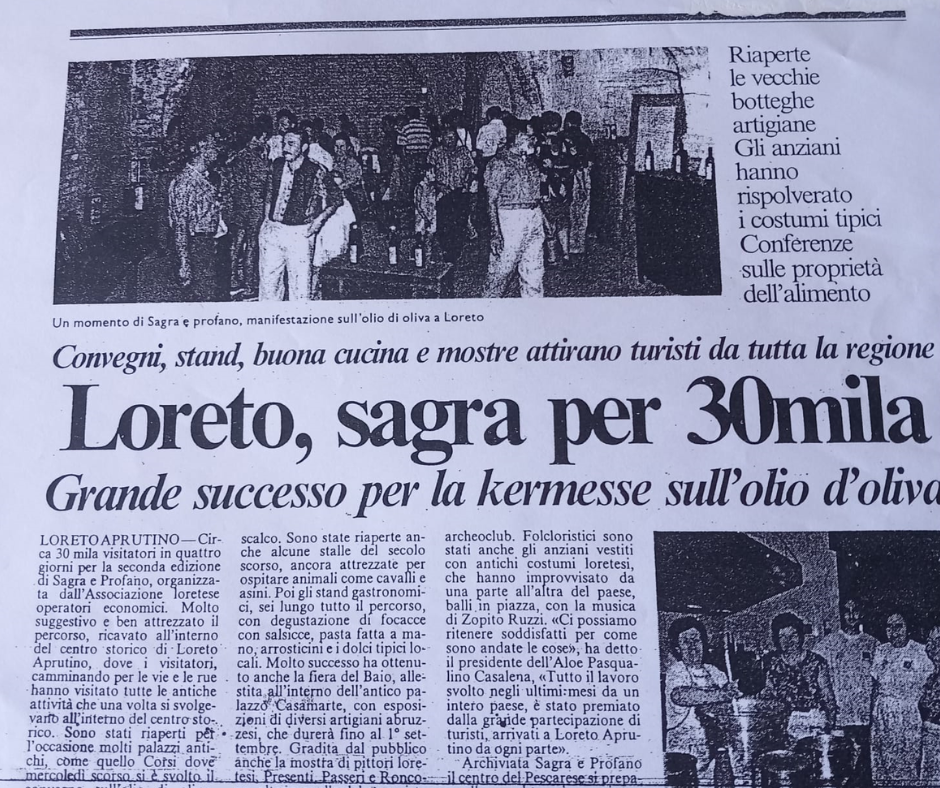 Riaperte
le vecchie
botteghe
artigiane
Gli anziani
hanno
rispolverato
i costumi tipici
Conferenze
sulle proprietà
dell'alimento
Un momento di Sagra e profano, manifestazione sull'olio di oliva a Loreto
Convegni, stand, buona cucina e mostre attirano turisti da tutta la regione
Loreto, sagra per 30mila
Grande successo per la kermesse sull'olio d'oliva
LORETO APRUTINO — Cir-
ca 30 mila visitatori in quattro
giorni per la seconda edizione
di Sagra e Profano, organizza-
ta dall'Associazione loretese
operatori economici. Molto
suggestivo e ben attrezzato il
percorso, ricavato all'interno
del centro storico di Loreto
Aprutino, dove i visitatori,
camminando per le vie e le rue
hanno visitato tutte le antiche
attività che una volta si svolge-
vano all'interno del centro sto-
rico. Sono stati riaperti per
l'occasione molti palazzi anti-
chi, come quello Corsi dove
mercoledì scorso si è svolto il
scalco. Sono state riaperte an-
che alcune stalle del secolo
scorso, ancora attrezzate per
ospitare animali come cavalli e
asini. Poi gli stand gastronomi-
ci, sei lungo tutto il percorso,
con degustazione di focacce
con salsicce, pasta fatta a ma-
no, arrosticini e i dolci tipici lo-
cali. Molto successo ha ottenu-
to anche la fiera del Baio, alle-
stita all'interno dell'antico pa-
lazzo Casamarte, con esposi-
zioni di diversi artigiani abruz-
zesi, che durerà fino al 1° set-
tembre. Gradita dal pubblico
anche la mostra di pittori lore-
tesi, Presenti, Passeri e Ronco-
archeoclub. Folcloristici sono
stati anche gli anziani vestiti
con antichi costumi loretesi,
che hanno improvisato da
una parte all'altra del paese,
balli in piazza, con la musica
di Zopito Ruzzi. «Ci possiamo
ritenere soddisfatti per come
sono andate le cose», ha detto
il presidente dell'Aloe Pasqua-
lino Casalena, «Tutto il lavoro
svolto negli ultimi mesi da un
intero paese, è stato premiato
dalla grande partecipazione di
turisti, arrivati a Loreto Apru-
tino da ogni parte».
Archiviata Sagra e Profano
il centro del Pescarese si prepa-